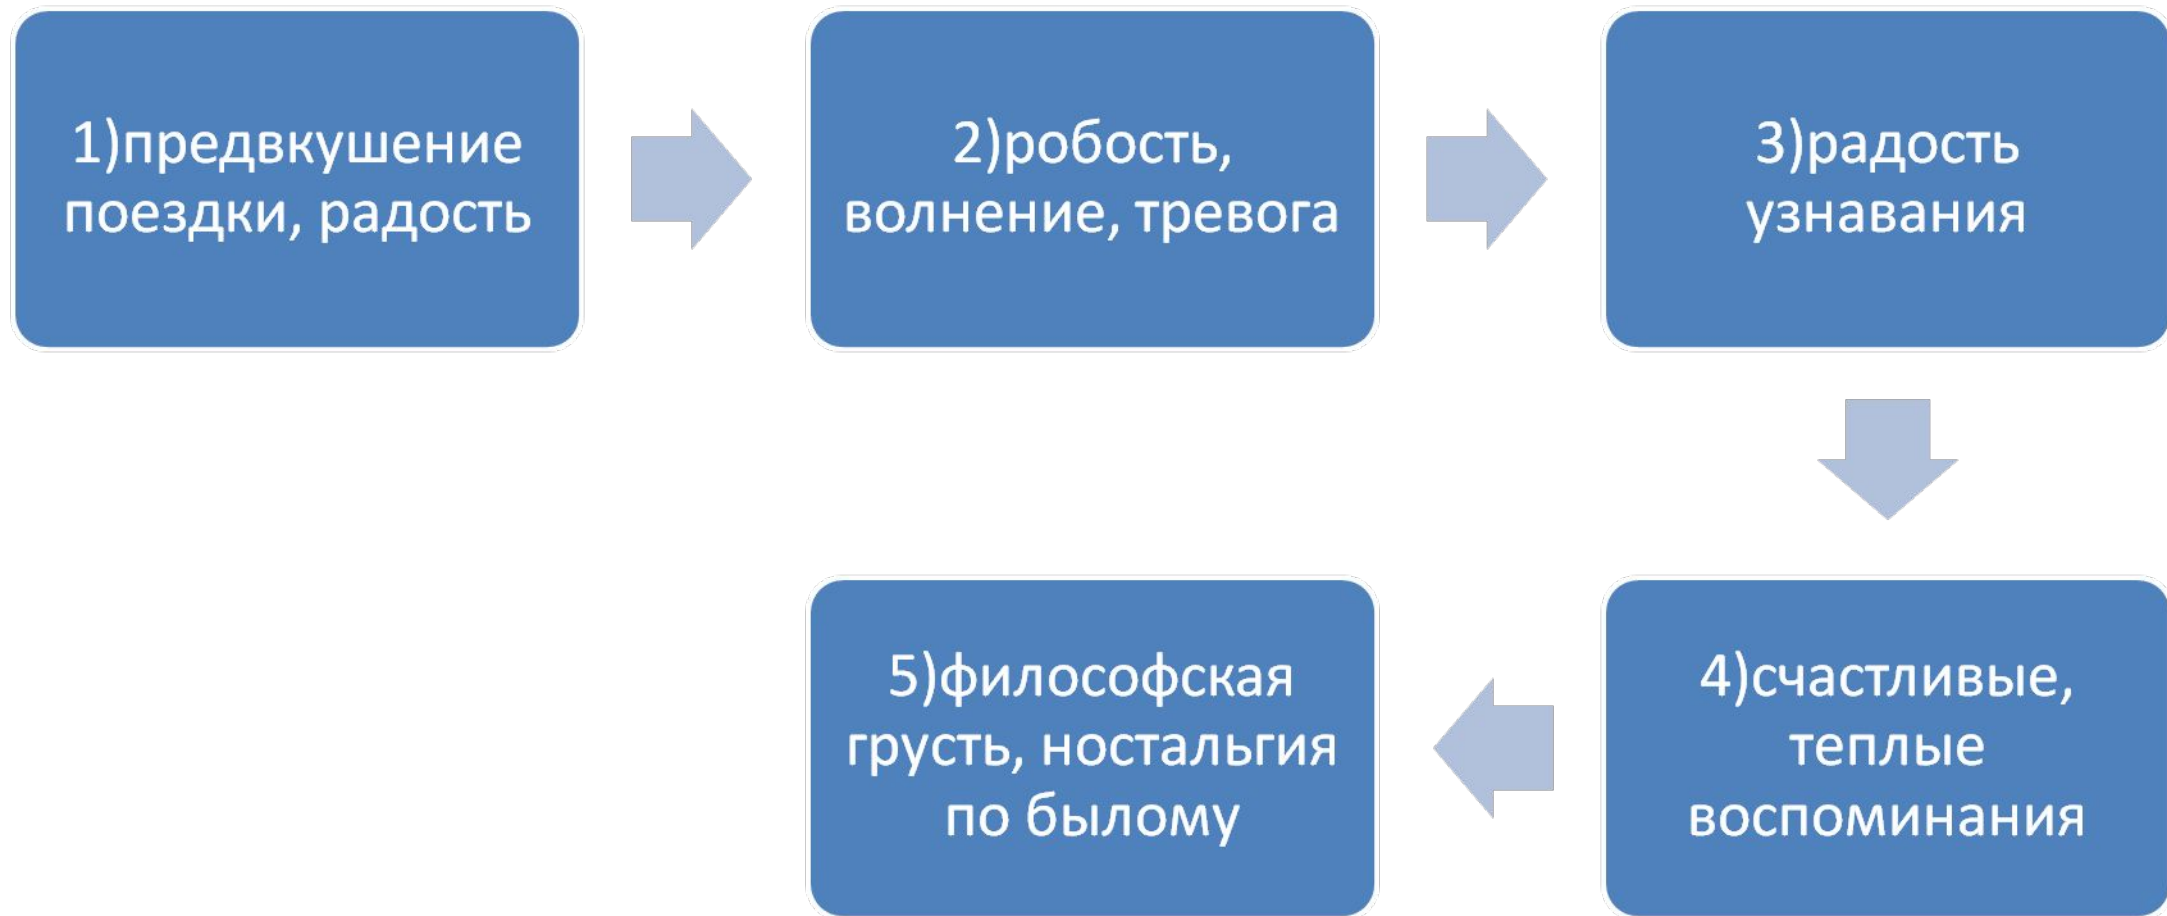 1)предвкушение
поездки, радость
2)робость,
волнение, тревога
3)радость
узнавания
4)счастливые,
теплые
воспоминания
5)философская
грусть, ностальгия
по былому